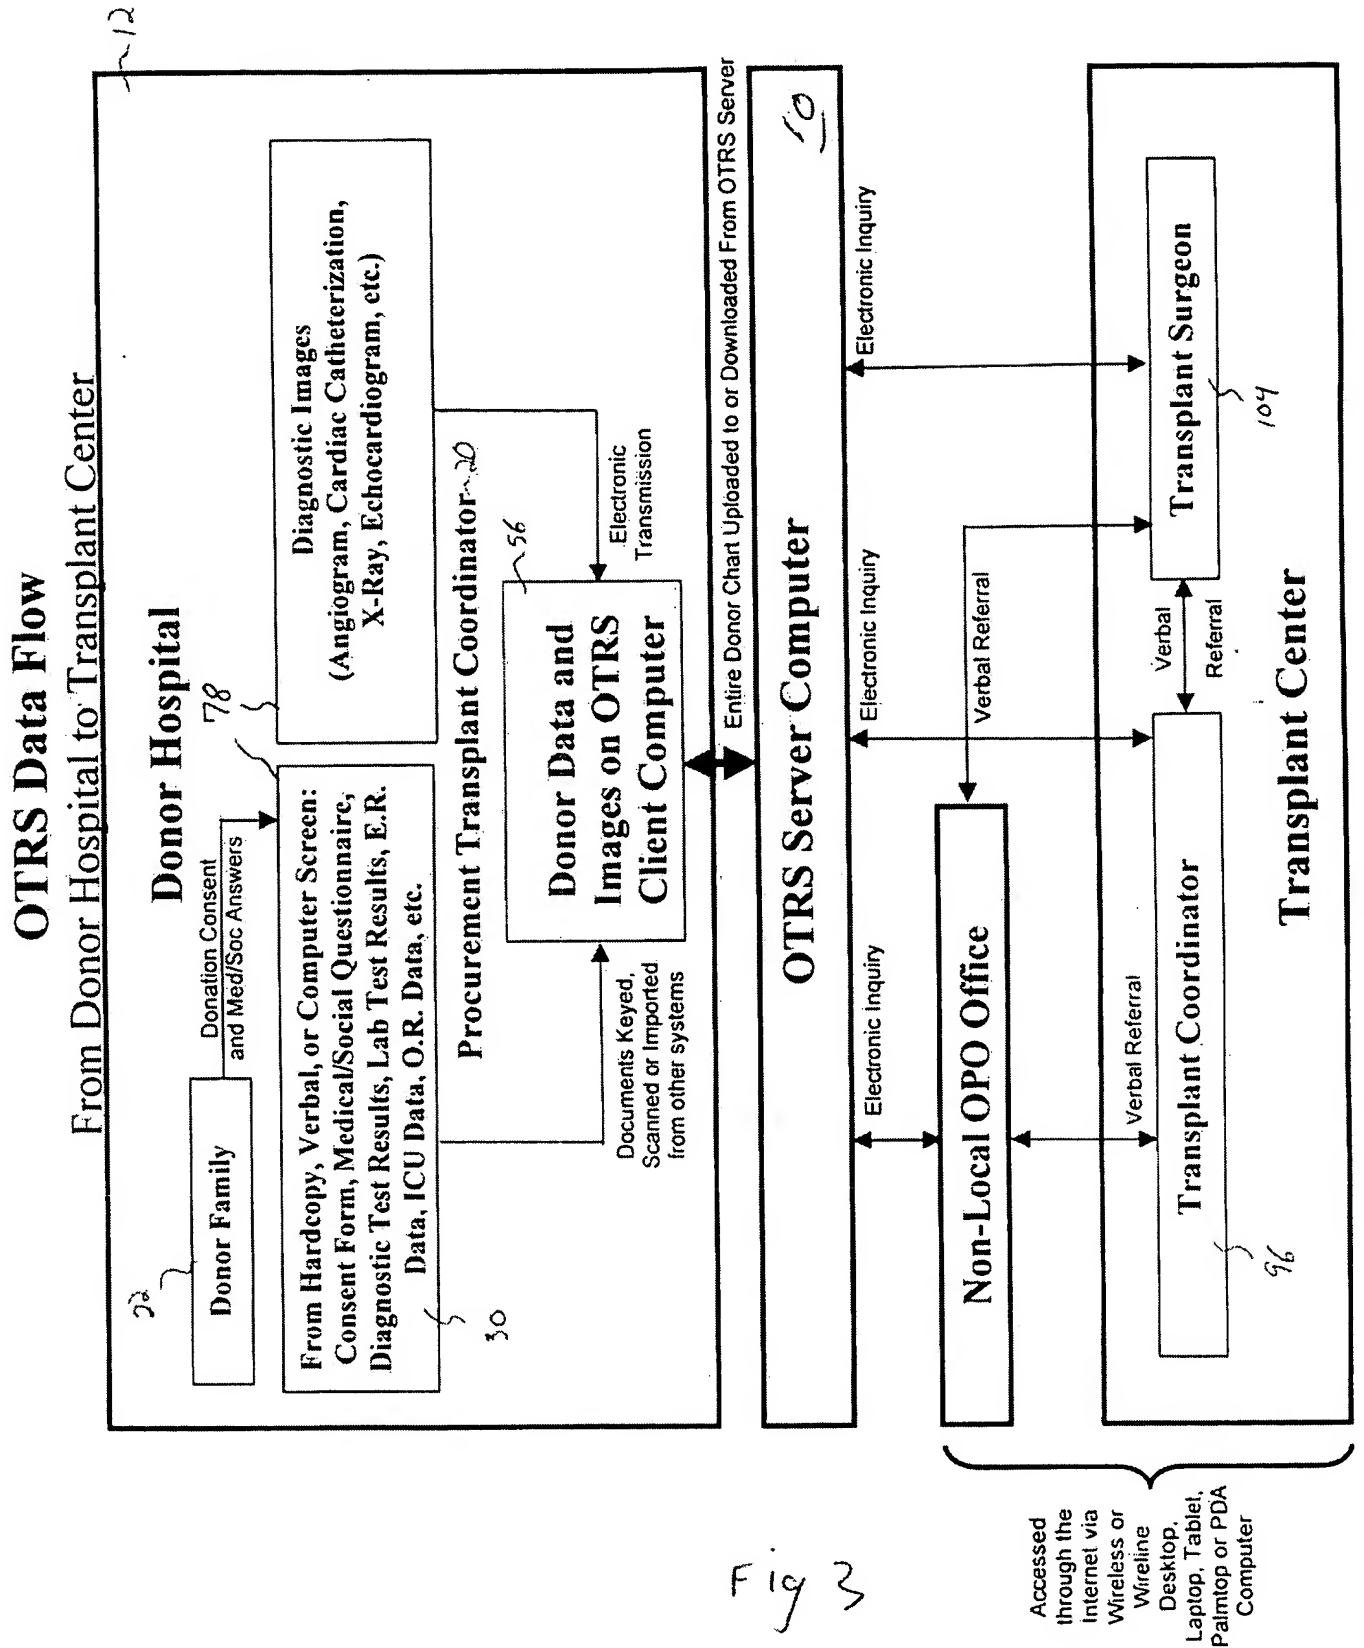 OTRS Data Flow
From Donor Hospital to Transplant Center
12
Donor Hospital
22
Donor Family
Donation Consent
and Med/Soc Answers
78
From Hardcopy, Verbal, or Computer Screen:
Consent Form, Medical/Social Questionnaire,
Diagnostic Test Results, Lab Test Results, E.R.
Data, ICU Data, O.R. Data, etc.
30
Diagnostic Images
(Angiogram, Cardiac Catheterization,
X-Ray, Echocardiogram, etc.)
Procurement Transplant Coordinator 20
56
Donor Data and
Images on OTRS
Client Computer
Documents Keyed,
Scanned or Imported
from other systems
Electronic
Transmission
Entire Donor Chart Uploaded to or Downloaded From OTRS Server
OTRS Server Computer
10
Electronic Inquiry
Electronic Inquiry
Electronic Inquiry
Non-Local OPO Office
Verbal Referral
Verbal Referral
Transplant Coordinator
96
Verbal
Referral
Transplant Surgeon
104
Transplant Center
Accessed
through the
Internet via
Wireless or
Wireline
Desktop,
Laptop, Tablet,
Palmtop or PDA
Computer
Fig 3